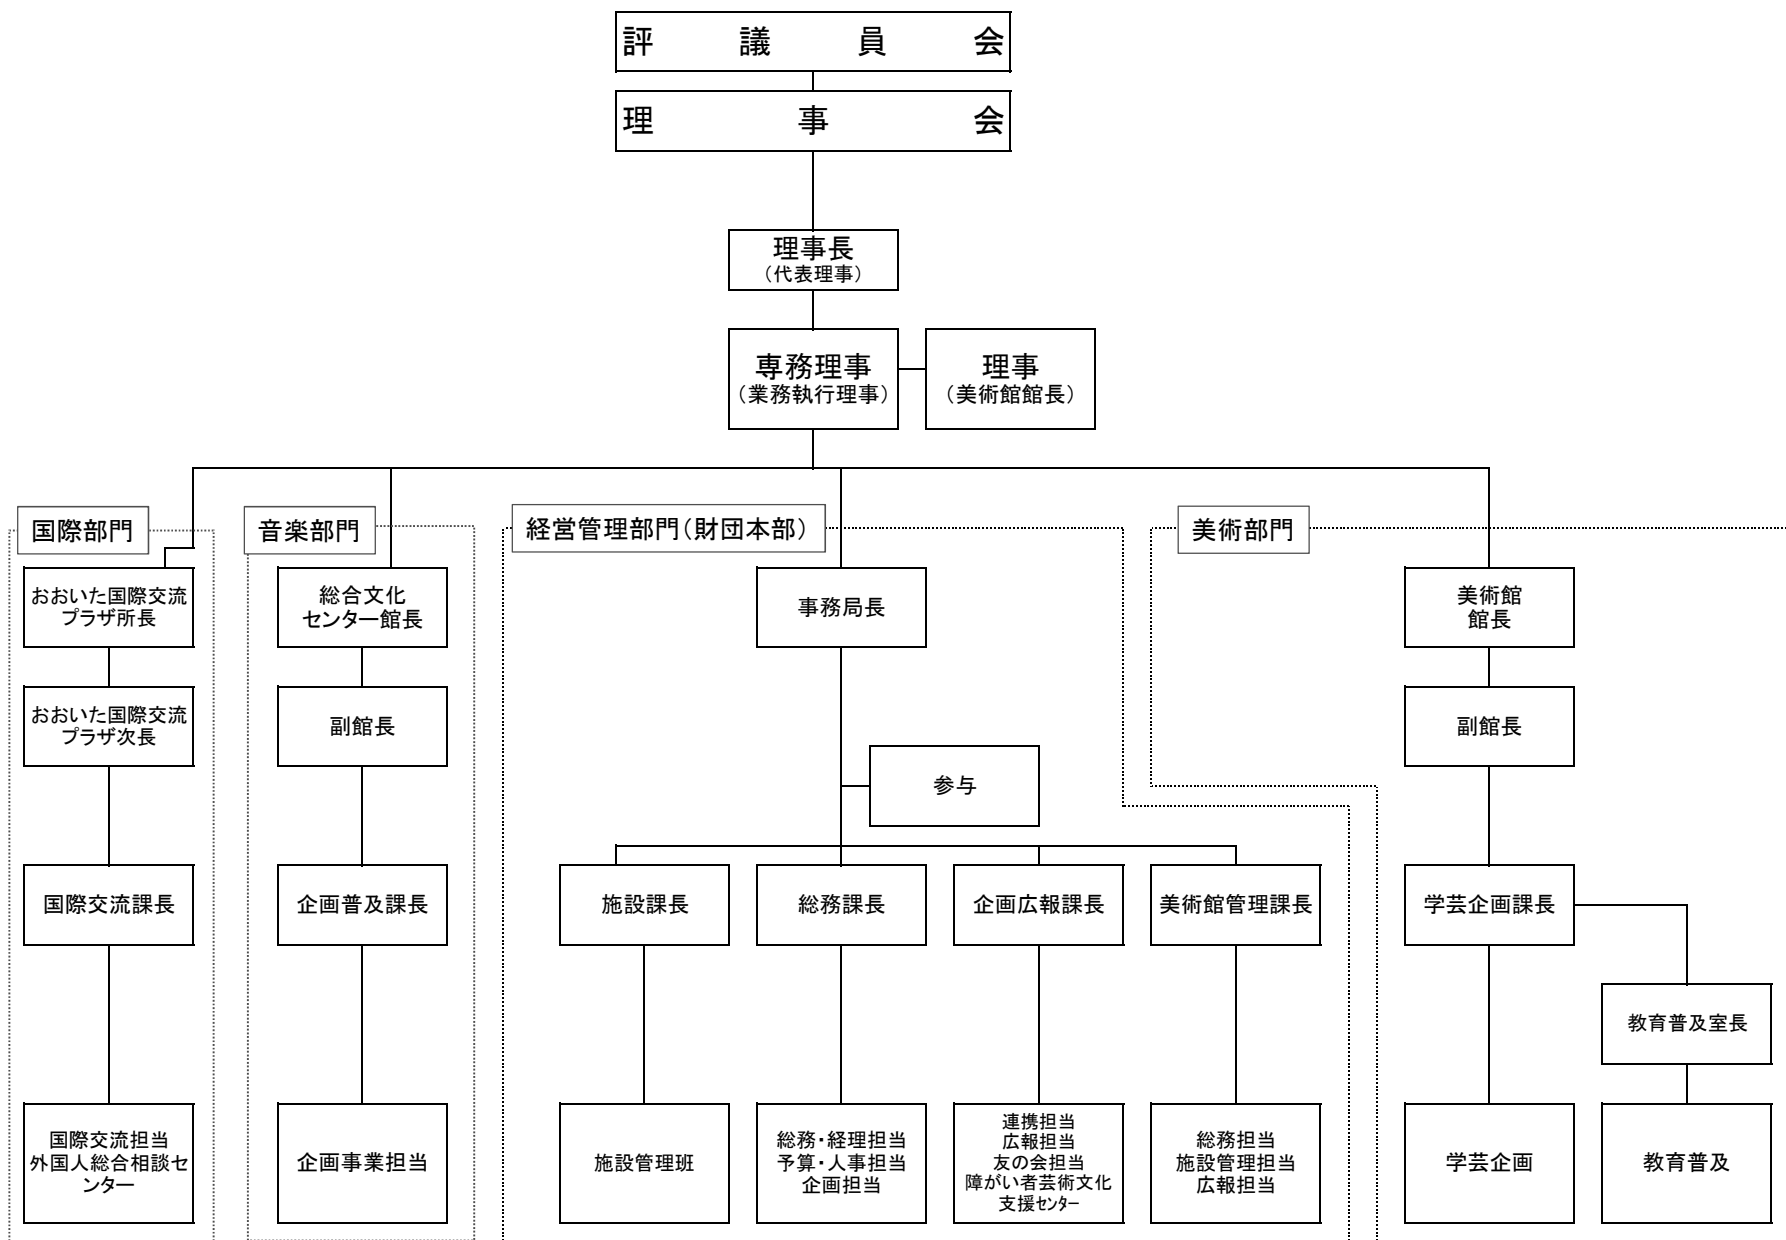 評議員会
理事会
理事長
（代表理事）
専務理事
（業務執行理事）
理事
（美術館館長）
国際部門
音楽部門
経営管理部門（財団本部）
美術部門
おおいた国際交流
プラザ所長
総合文化
センター館長
事務局長
美術館
館長
おおいた国際交流
プラザ次長
副館長
副館長
参与
国際交流課長
企画普及課長
施設課長
総務課長
企画広報課長
美術館管理課長
学芸企画課長
教育普及室長
国際交流担当
外国人総合相談セ
ンター
企画事業担当
施設管理班
総務・経理担当
予算・人事担当
企画担当
連携担当
広報担当
友の会担当
障がい者芸術文化
支援センター
総務担当
施設管理担当
広報担当
学芸企画
教育普及